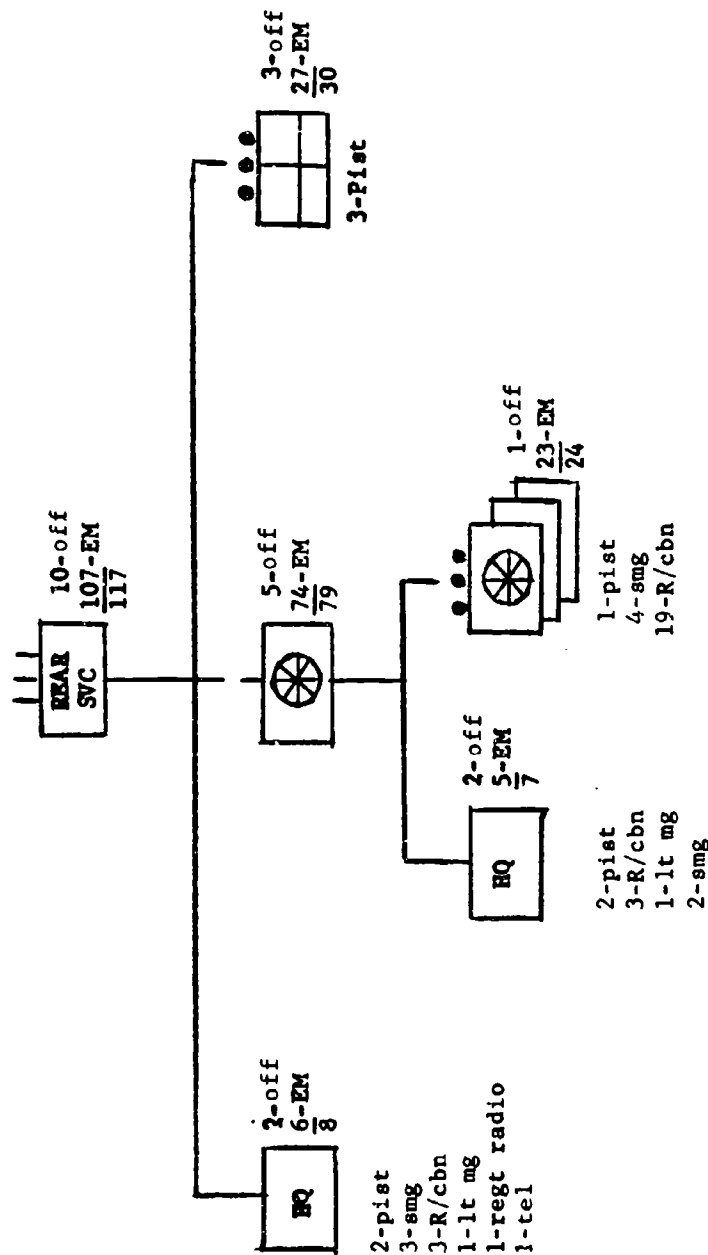 10-off
107-EM
117
REAR
SVC
2-off
6-EM
8
HQ
2-pist
3-smg
3-R/cbn
1-lt mg
1-regt radio
1-tel
5-off
74-EM
79
3-off
27-EM
30
3-Pist
2-off
5-EM
7
HQ
2-pist
3-R/cbn
1-lt mg
2-smg
1-off
23-EM
24
1-pist
4-smg
19-R/cbn